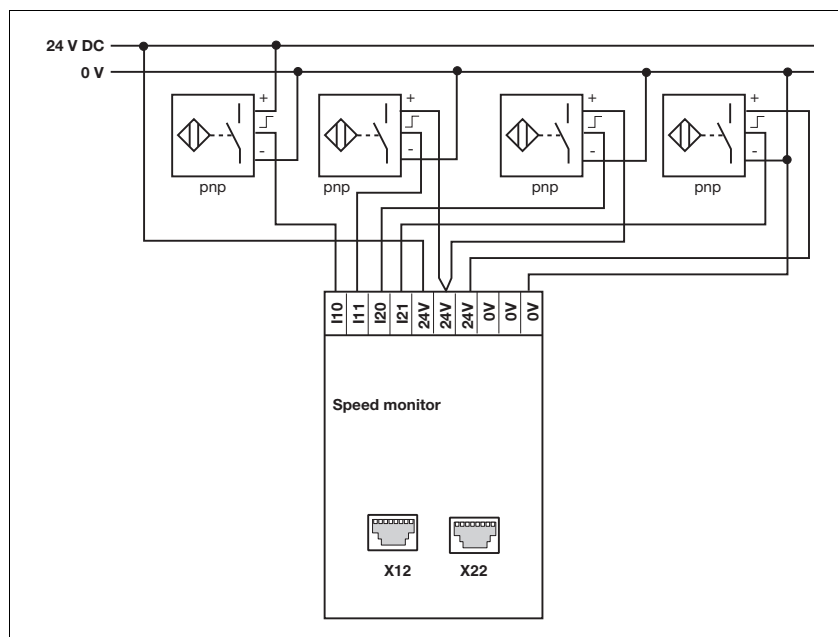 24 V DC
0 V
+ + + +
- - - -
pnp pnp pnp pnp
I10 I11 I20 I21 24V 24V 24V 0V 0V 0V
Speed monitor
X12 X22